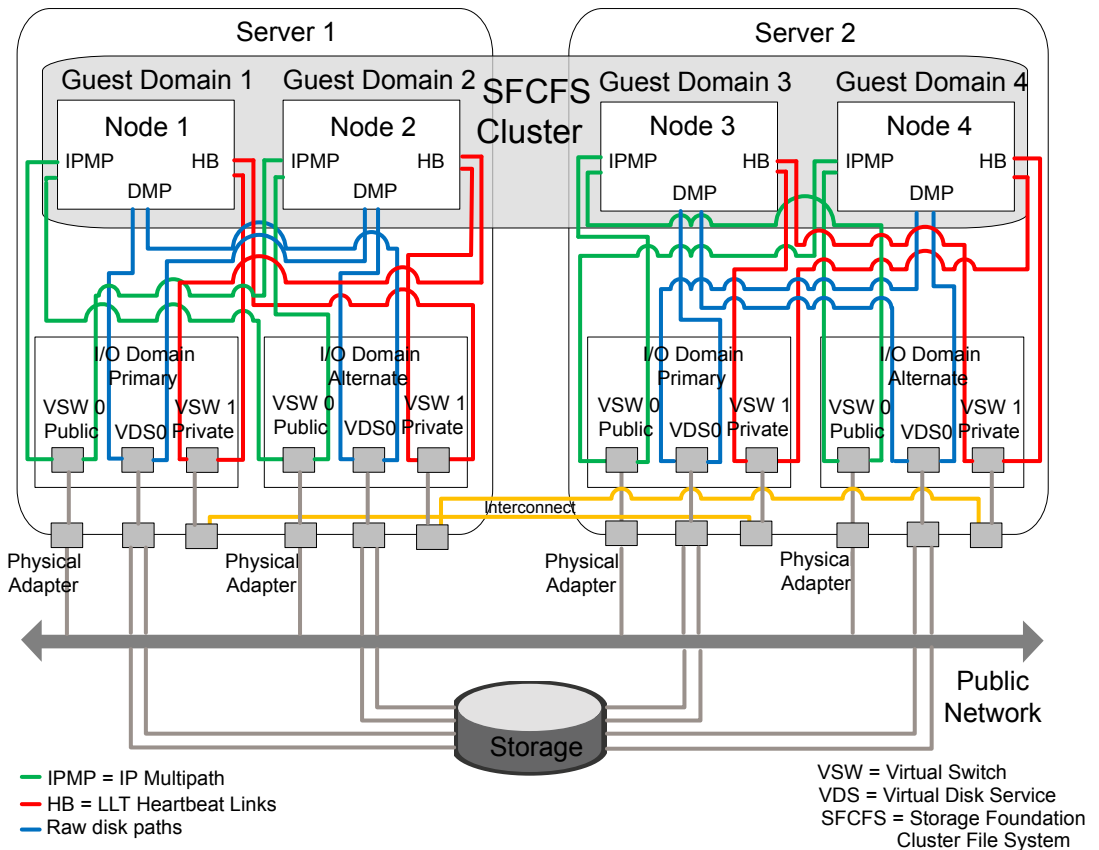 Server 1
Server 2
Guest Domain 1
Guest Domain 2
SFCFS
Cluster
Guest Domain 3
Guest Domain 4
Node 1
IPMP
HB
DMP
Node 2
IPMP
HB
DMP
Node 3
IPMP
HB
DMP
Node 4
IPMP
HB
DMP
I/O Domain
Primary
VSW 0
Public
VDS0
VSW 1
Private
I/O Domain
Alternate
VSW 0
Public
VDS0
VSW 1
Private
I/O Domain
Primary
VSW 0
Public
VDS0
VSW 1
Private
I/O Domain
Alternate
VSW 0
Public
VDS0
VSW 1
Private
Interconnect
Physical
Adapter
Physical
Adapter
Physical
Adapter
Physical
Adapter
Public
Network
Storage
IPMP = IP Multipath
HB = LLT Heartbeat Links
Raw disk paths
VSW = Virtual Switch
VDS = Virtual Disk Service
SFCFS = Storage Foundation
Cluster File System